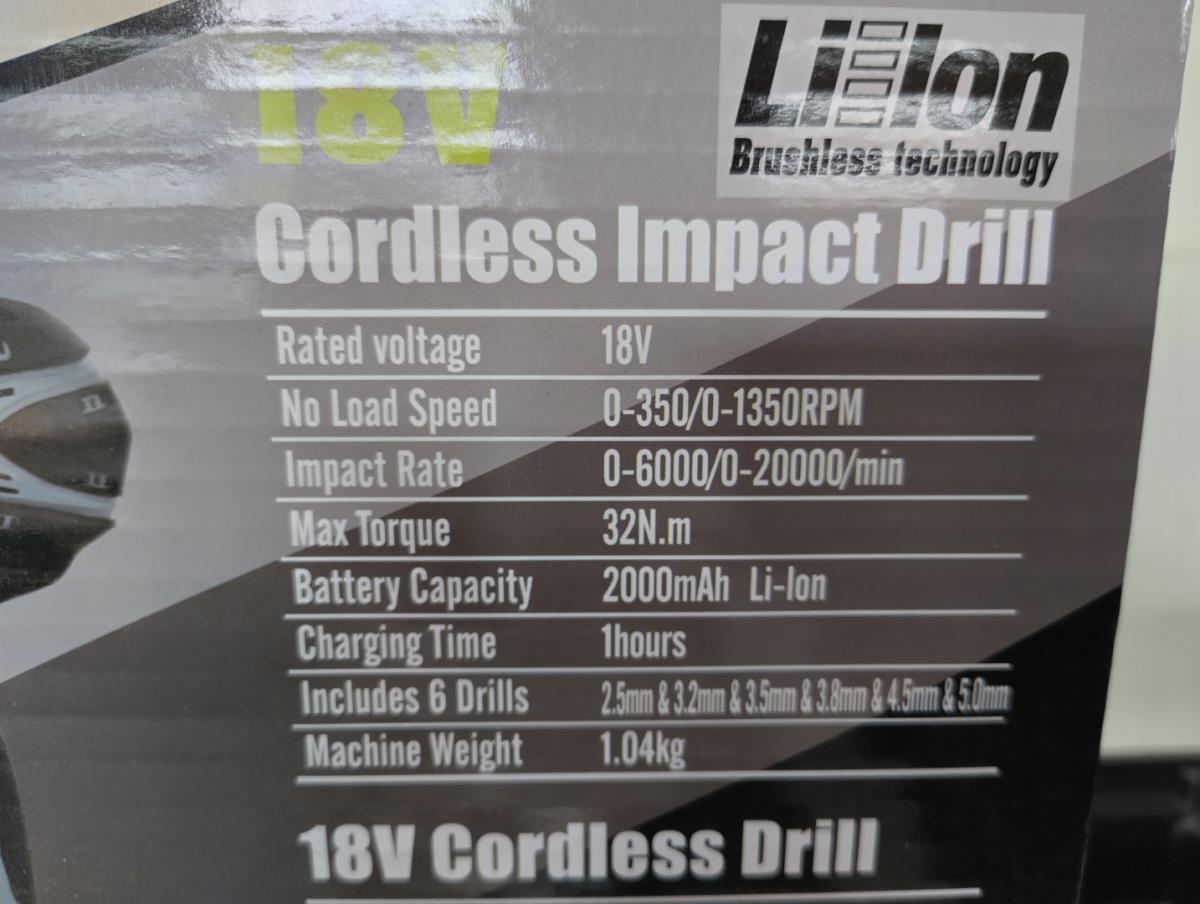 18V
Li Ion
Brushless technology
Cordless Impact Drill
Rated voltage 18V
No Load Speed 0-350/0-1350RPM
Impact Rate 0-6000/0-20000/min
Max Torque 32N.m
Battery Capacity 2000mAh Li-Ion
Charging Time 1hours
Includes 6 Drills 2.5mm & 3.2mm & 3.5mm & 3.8mm & 4.5mm & 5.0mm
Machine Weight 1.04kg
18V Cordless Drill